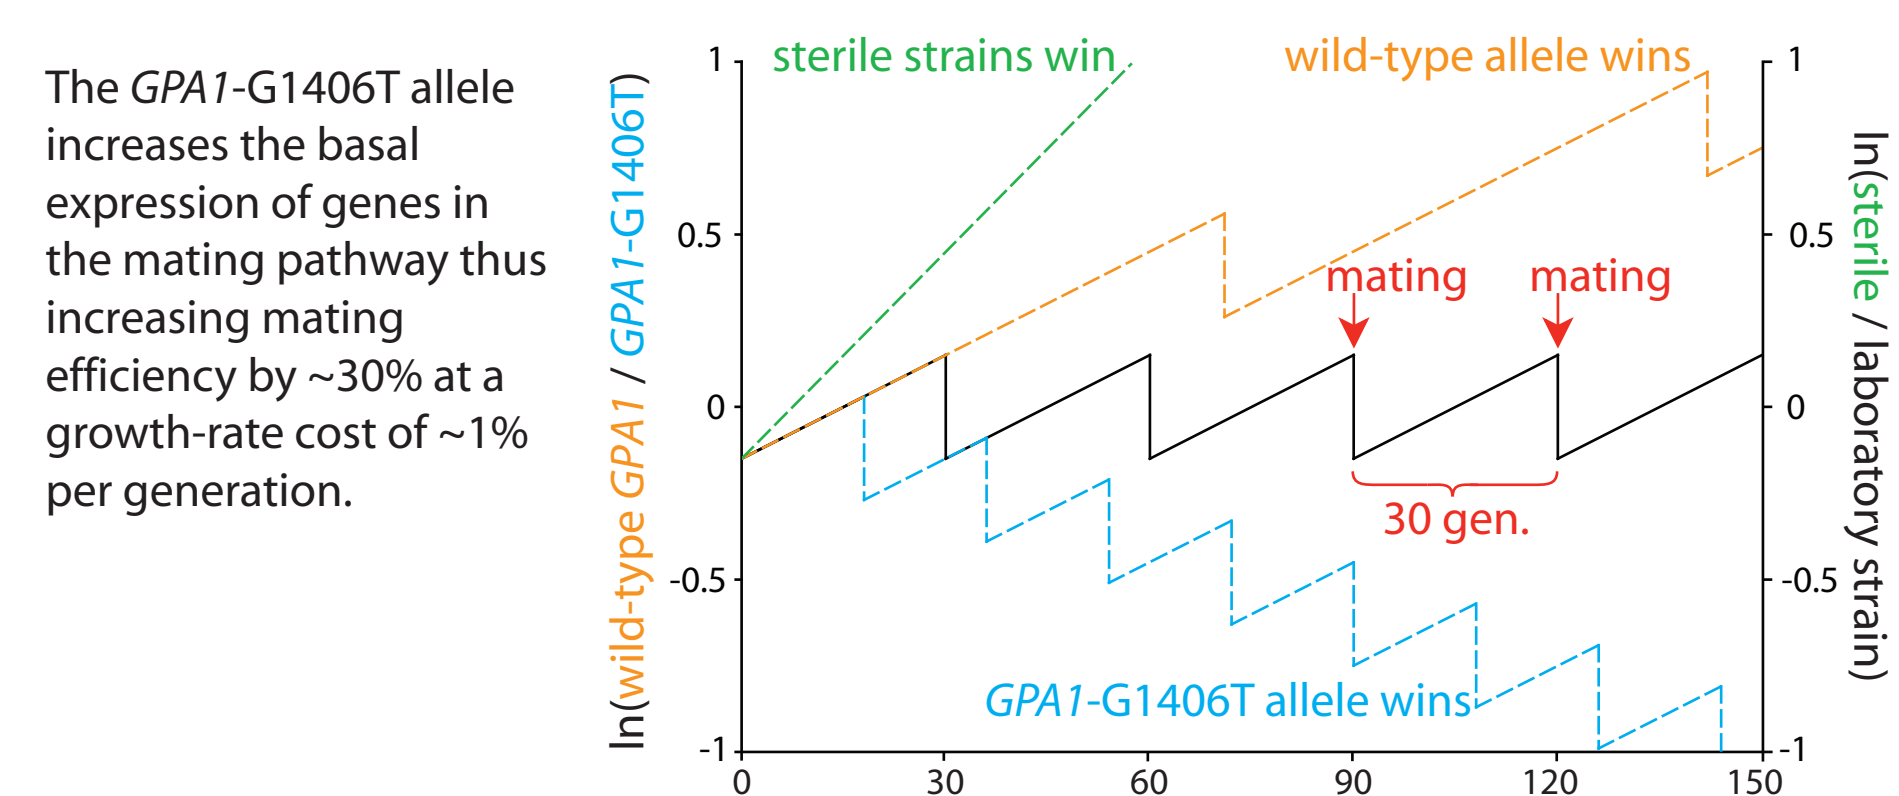 The GPA1-G1406T allele
increases the basal
expression of genes in
the mating pathway thus
increasing mating
efficiency by ~30% at a
growth-rate cost of ~1%
per generation.
ln(wild-type GPA1 / GPA1-G1406T)
1
0.5
0
-0.5
-1
sterile strains win
wild-type allele wins
mating
mating
30 gen.
GPA1-G1406T allele wins
0
30
60
90
120
150
1
0.5
0
-0.5
-1
ln(sterile / laboratory strain)